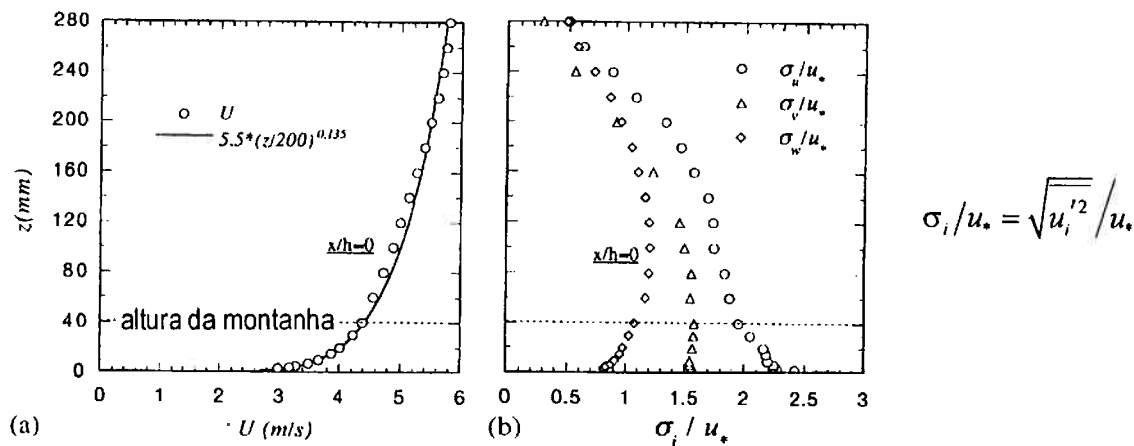 280
240
200
160
120
80
40
0
z(mm)
U
5.5*(z/200)^0.135
x/h=0
altura da montanha
0 1 2 3 4 5 6
(a)
U (m/s)
σ_u/u_*
σ_v/u_*
σ_w/u_*
x/h=0
0 0.5 1 1.5 2 2.5 3
(b)
σ_i / u_*
σ_i/u_* = √u_i'^2 / u_*